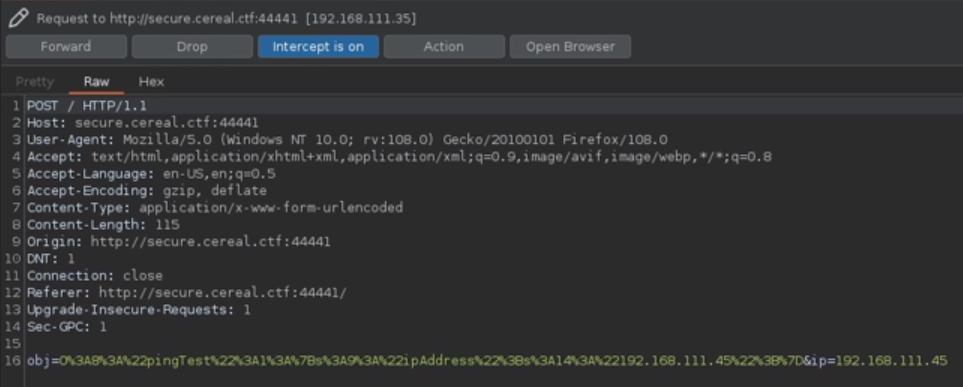 Request to http://secure.cereal.ctf:44441 [192.168.111.35]
Forward Drop Intercept is on Action Open Browser
Pretty Raw Hex
1 POST / HTTP/1.1
2 Host: secure.cereal.ctf:44441
3 User-Agent: Mozilla/5.0 (Windows NT 10.0; rv:108.0) Gecko/20100101 Firefox/108.0
4 Accept: text/html,application/xhtml+xml,application/xml;q=0.9,image/avif,image/webp,*/*;q=0.8
5 Accept-Language: en-US,en;q=0.5
6 Accept-Encoding: gzip, deflate
7 Content-Type: application/x-www-form-urlencoded
8 Content-Length: 115
9 Origin: http://secure.cereal.ctf:44441
10 DNT: 1
11 Connection: close
12 Referer: http://secure.cereal.ctf:44441/
13 Upgrade-Insecure-Requests: 1
14 Sec-GPC: 1
15
16 obj=O%3A8%3A%22pingTest%22%3A1%3A%7Bs%3A9%3A%22ipAddress%22%3Bs%3A14%3A%22192.168.111.45%22%3B%7D&ip=192.168.111.45